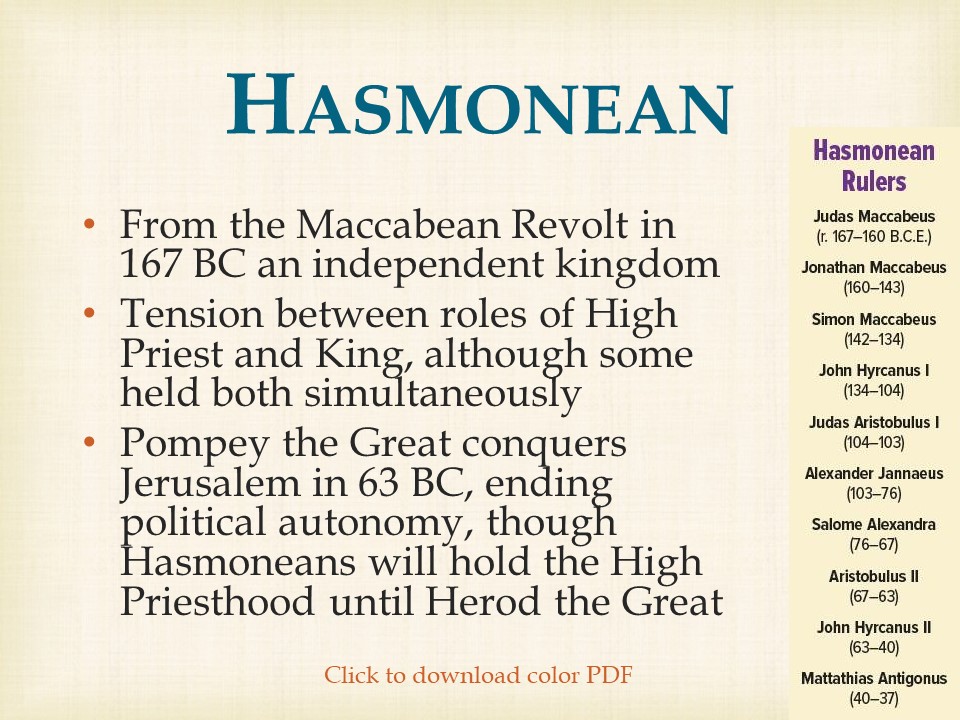 HASMONEAN
• From the Maccabean Revolt in
167 BC an independent kingdom
• Tension between roles of High
Priest and King, although some
held both simultaneously
• Pompey the Great conquers
Jerusalem in 63 BC, ending
political autonomy, though
Hasmoneans will hold the High
Priesthood until Herod the Great
Click to download color PDF
Hasmonean
Rulers
Judas Maccabeus
(r. 167–160 B.C.E.)
Jonathan Maccabeus
(160–143)
Simon Maccabeus
(142–134)
John Hyrcanus I
(134–104)
Judas Aristobulus I
(104–103)
Alexander Jannaeus
(103–76)
Salome Alexandra
(76–67)
Aristobulus II
(67–63)
John Hyrcanus II
(63–40)
Mattathias Antigonus
(40–37)